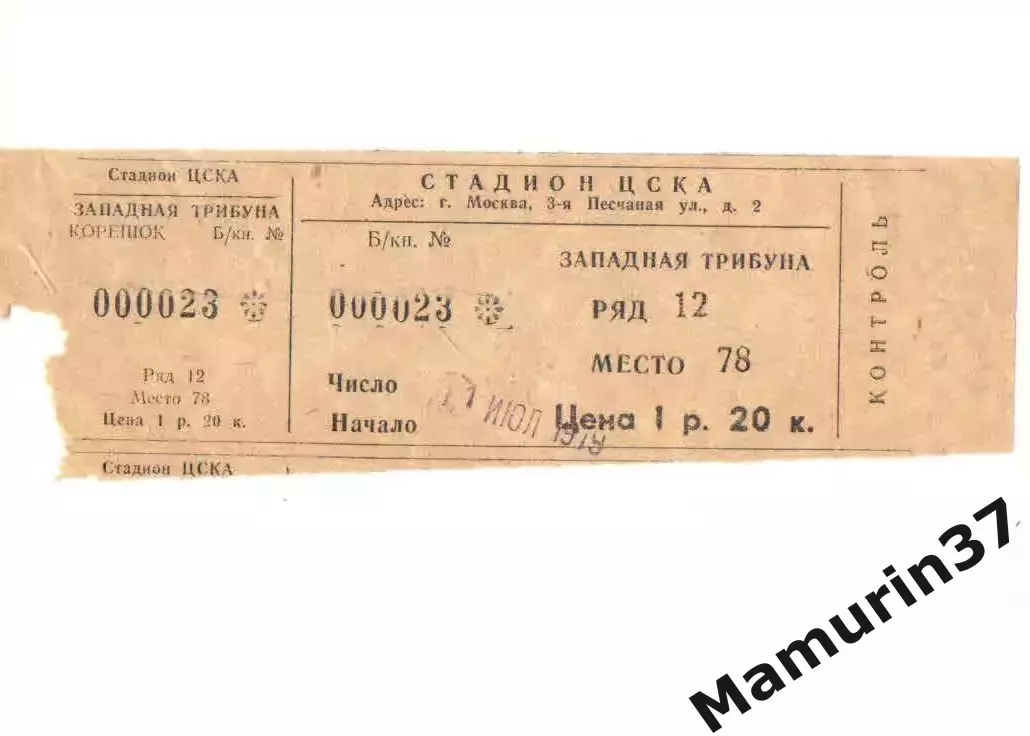 Стадион ЦСКА
ЗАПАДНАЯ ТРИБУНА
КОРЕШОК Б/кн. №
000023
Ряд 12
Место 78
Цена 1 р. 20 к.
Стадион ЦСКА
СТАДИОН ЦСКА
Адрес: г. Москва, 3-я Песчаная ул., д. 2
Б/кн. №
ЗАПАДНАЯ ТРИБУНА
000023
РЯД 12
МЕСТО 78
Число
Начало
ИЮЛ
Цена 1 р. 20 к.
КОНТРОЛЬ
Mamurin37